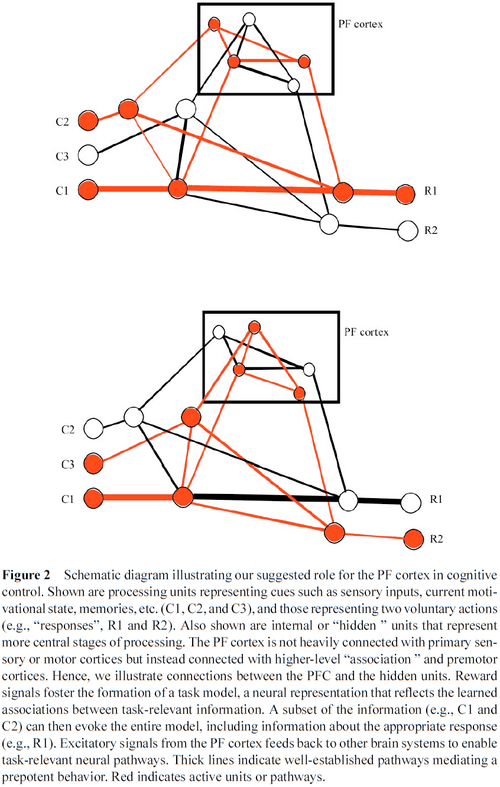 PF cortex
C2
C3
C1
R1
R2
PF cortex
C2
C3
C1
R1
R2
Figure 2 Schematic diagram illustrating our suggested role for the PF cortex in cognitive
control. Shown are processing units representing cues such as sensory inputs, current moti-
vational state, memories, etc. (C1, C2, and C3), and those representing two voluntary actions
(e.g., “responses”, R1 and R2). Also shown are internal or “hidden ” units that represent
more central stages of processing. The PF cortex is not heavily connected with primary sen-
sory or motor cortices but instead connected with higher-level “association ” and premotor
cortices. Hence, we illustrate connections between the PFC and the hidden units. Reward
signals foster the formation of a task model, a neural representation that reflects the learned
associations between task-relevant information. A subset of the information (e.g., C1 and
C2) can then evoke the entire model, including information about the appropriate response
(e.g., R1). Excitatory signals from the PF cortex feeds back to other brain systems to enable
task-relevant neural pathways. Thick lines indicate well-established pathways mediating a
prepotent behavior. Red indicates active units or pathways.